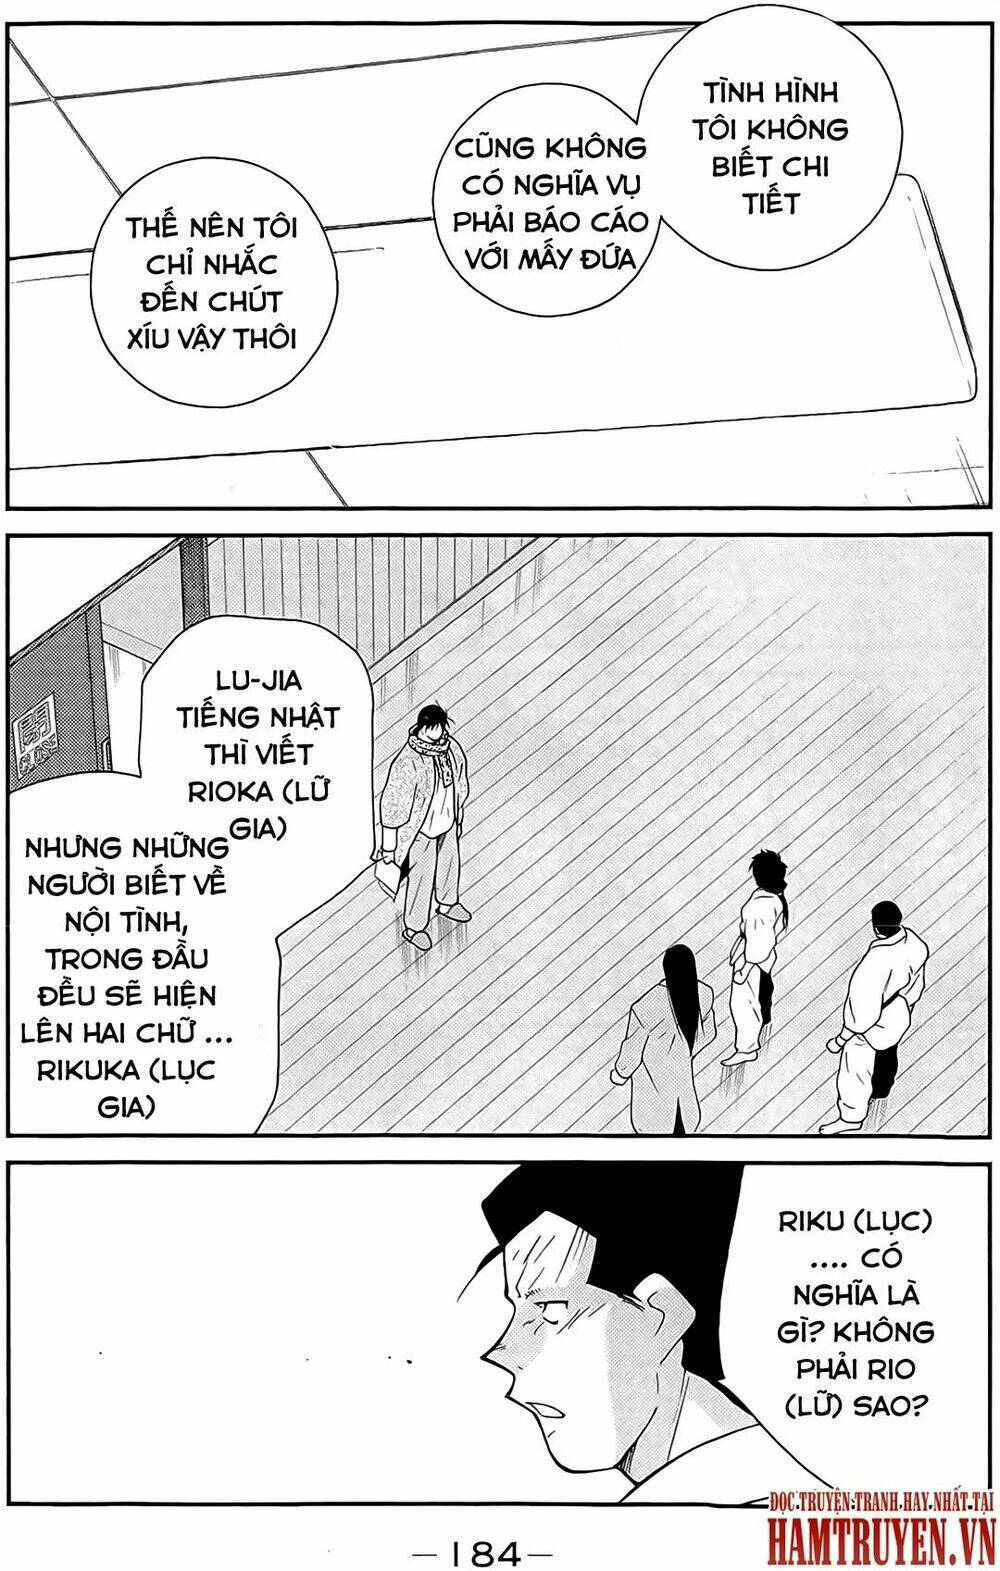 TÌNH HÌNH
TÔI KHÔNG
BIẾT CHI
TIẾT
CŨNG KHÔNG
CÓ NGHĨA VỤ
PHẢI BÁO CÁO
VỚI MẤY ĐỨA
THẾ NÊN TÔI
CHỈ NHẮC
ĐẾN CHÚT
XÍU VẬY THÔI
LU-JIA
TIẾNG NHẬT
THÌ VIẾT
RIOKA (LỮ
GIA)
NHƯNG NHỮNG
NGƯỜI BIẾT VỀ
NỘI TÌNH,
TRONG ĐẦU
ĐỀU SẼ HIỆN
LÊN HAI CHỮ ...
RIKUKA (LỤC
GIA)
RIKU (LỤC)
.... CÓ
NGHĨA LÀ
GÌ? KHÔNG
PHẢI RIO
(LỮ) SAO?
ĐỌC TRUYỆN TRANH HAY NHẤT TẠI
HAMTRUYEN.VN
—184—